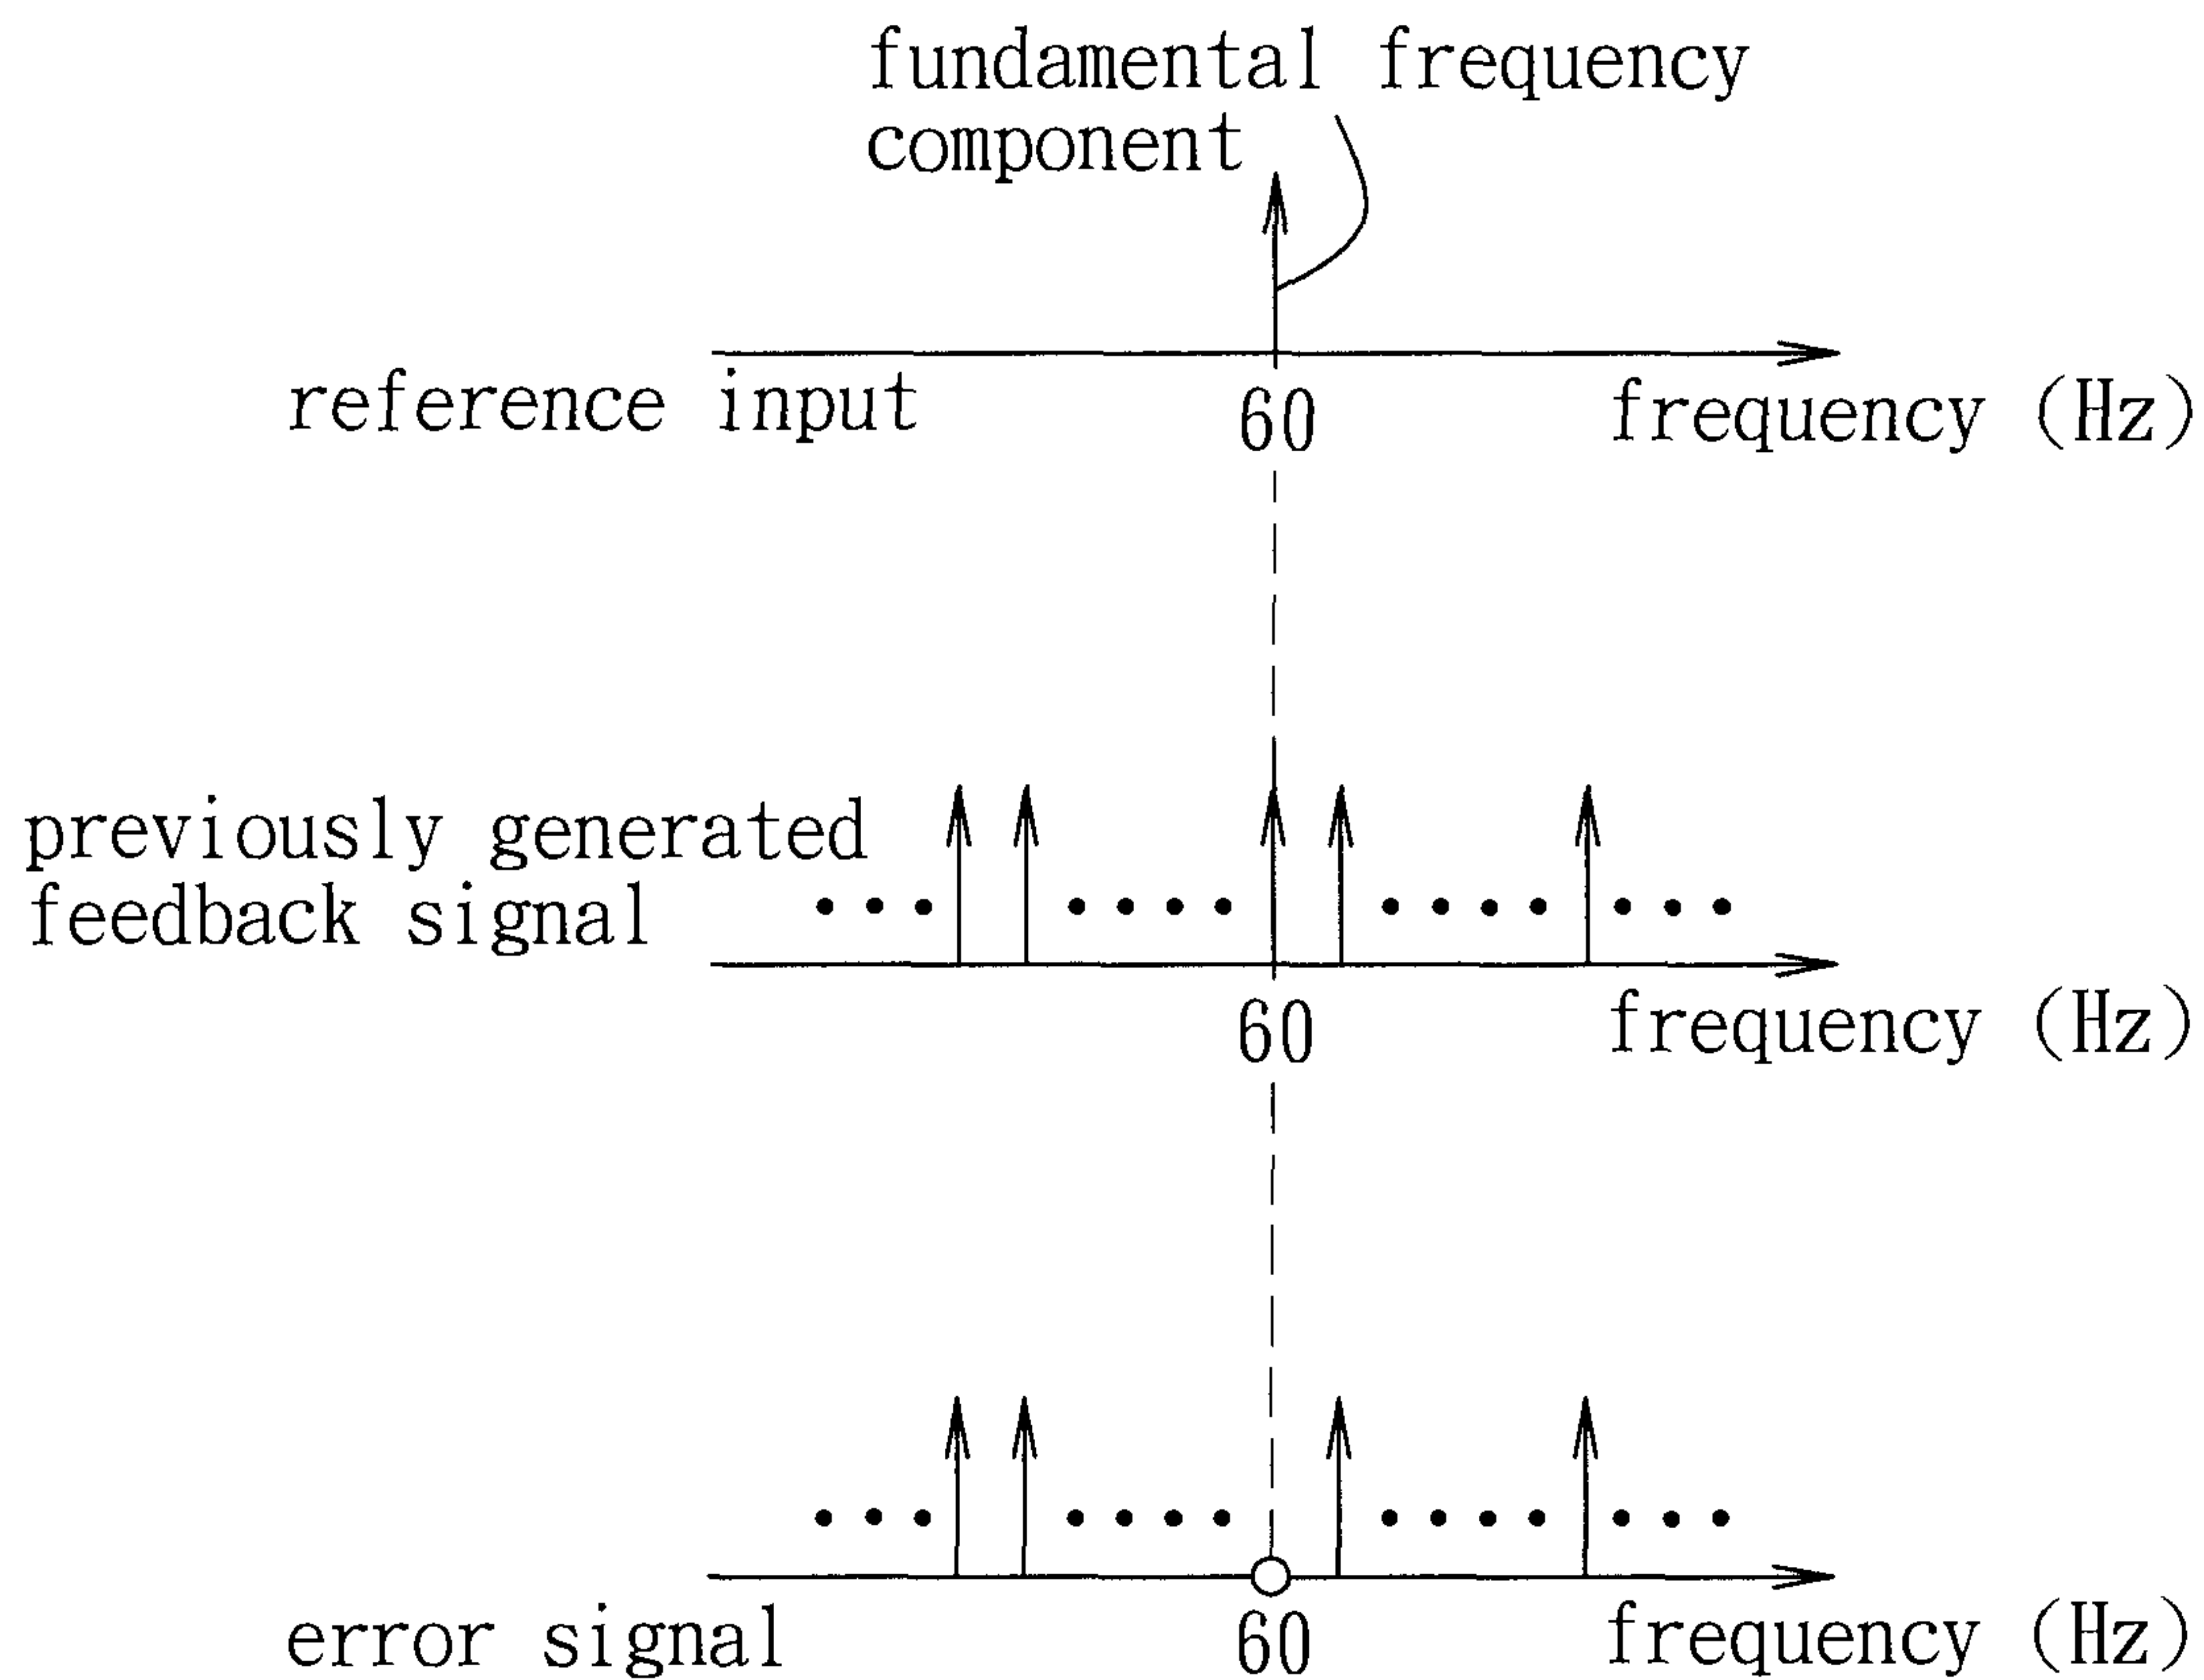 fundamental frequency
component
reference input
60
frequency (Hz)
previously generated
feedback signal
60
frequency (Hz)
error signal
60
frequency (Hz)